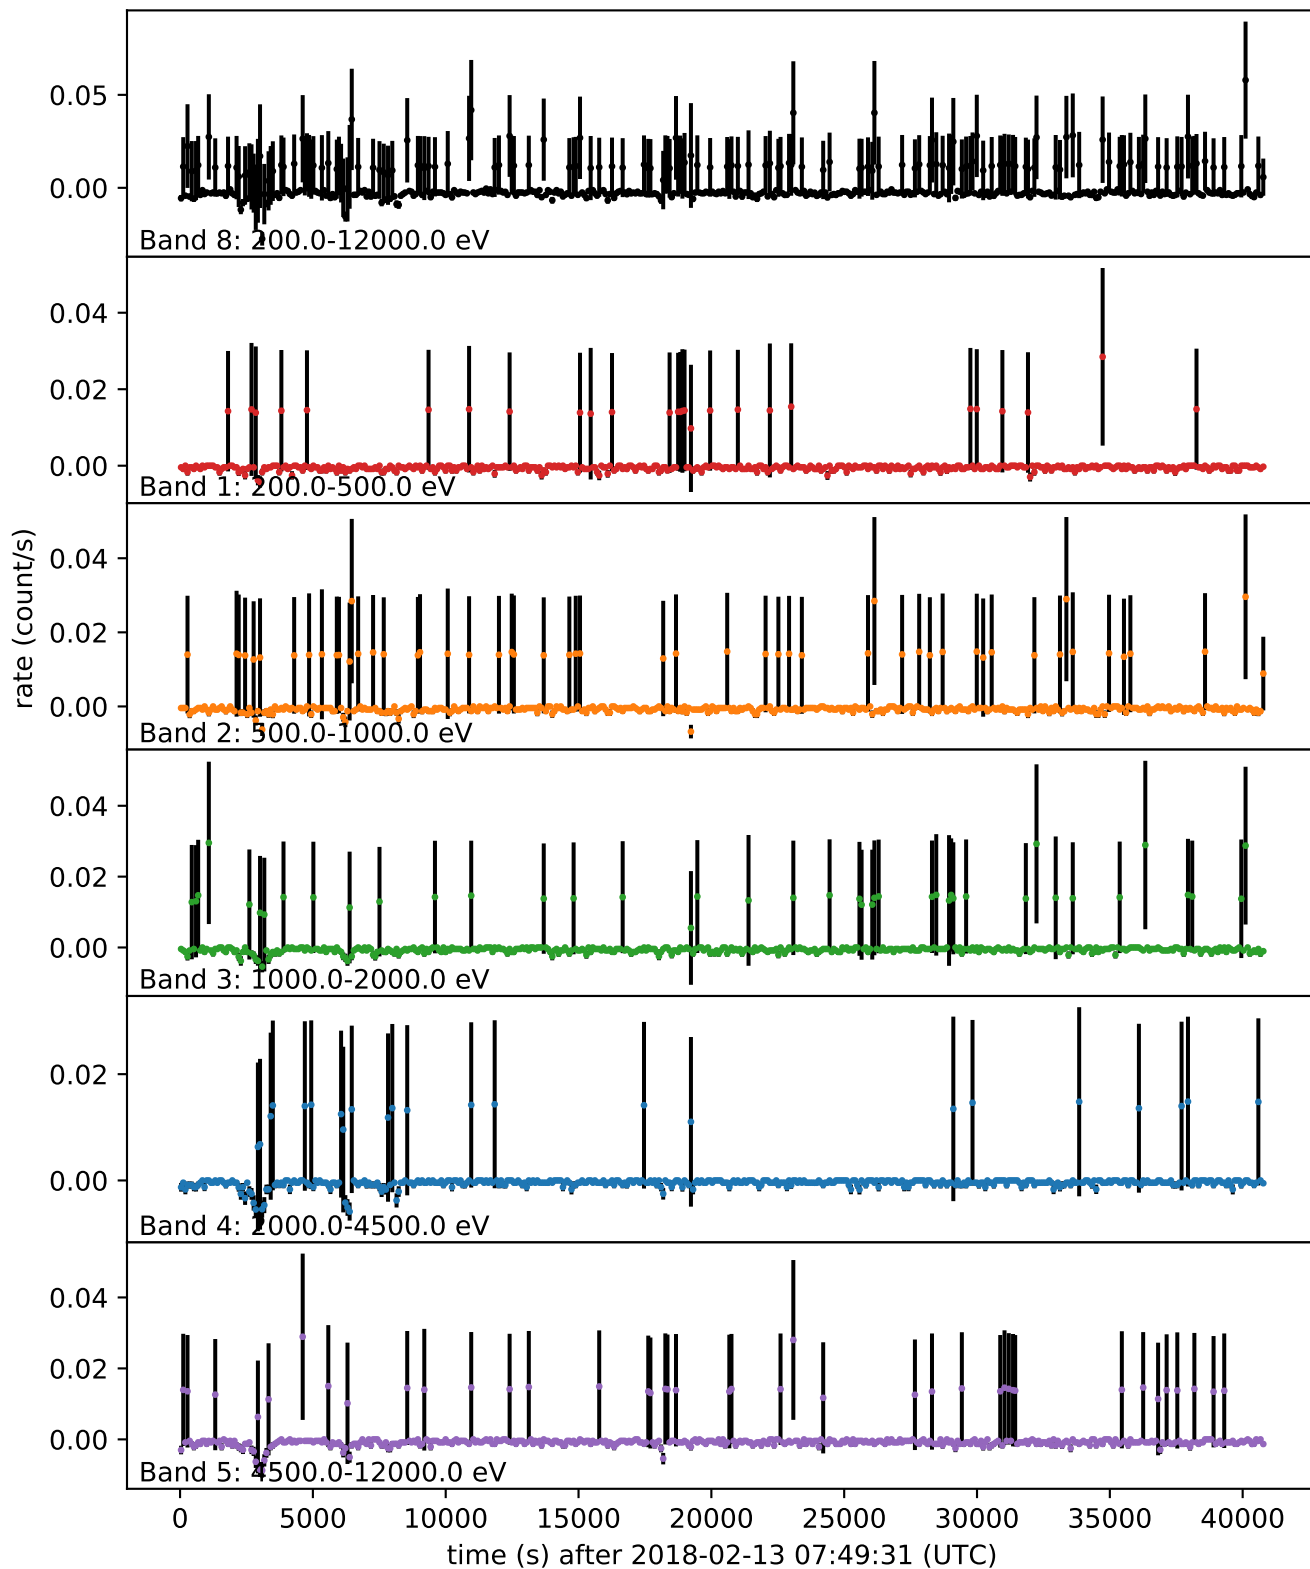 0.05
0.00
Band 8: 200.0-12000.0 eV
0.04
0.02
0.00
Band 1: 200.0-500.0 eV
0.04
0.02
0.00
Band 2: 500.0-1000.0 eV
rate (count/s)
0.04
0.02
0.00
Band 3: 1000.0-2000.0 eV
0.02
0.00
Band 4: 2000.0-4500.0 eV
0.04
0.02
0.00
Band 5: 4500.0-12000.0 eV
0 5000 10000 15000 20000 25000 30000 35000 40000
time (s) after 2018-02-13 07:49:31 (UTC)